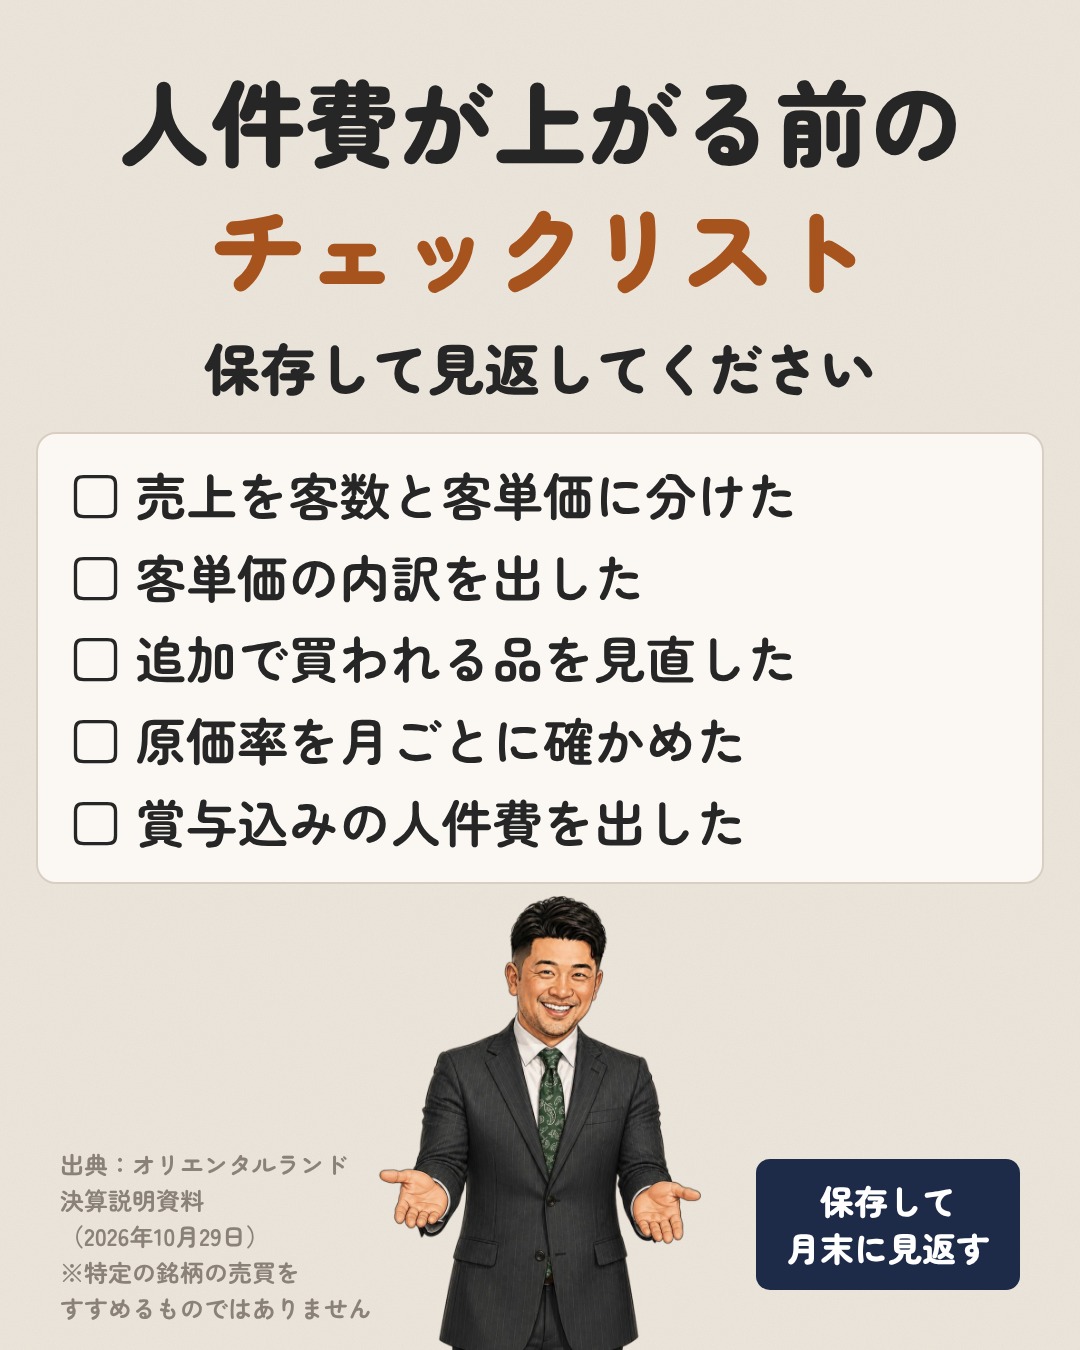 人件費が上がる前の
チェックリスト
保存して見返してください
□ 売上を客数と客単価に分けた
□ 客単価の内訳を出した
□ 追加で買われる品を見直した
□ 原価率を月ごとに確かめた
□ 賞与込みの人件費を出した
出典：オリエンタルランド
決算説明資料
（2026年10月29日）
※特定の銘柄の売買を
すすめるものではありません
保存して
月末に見返す